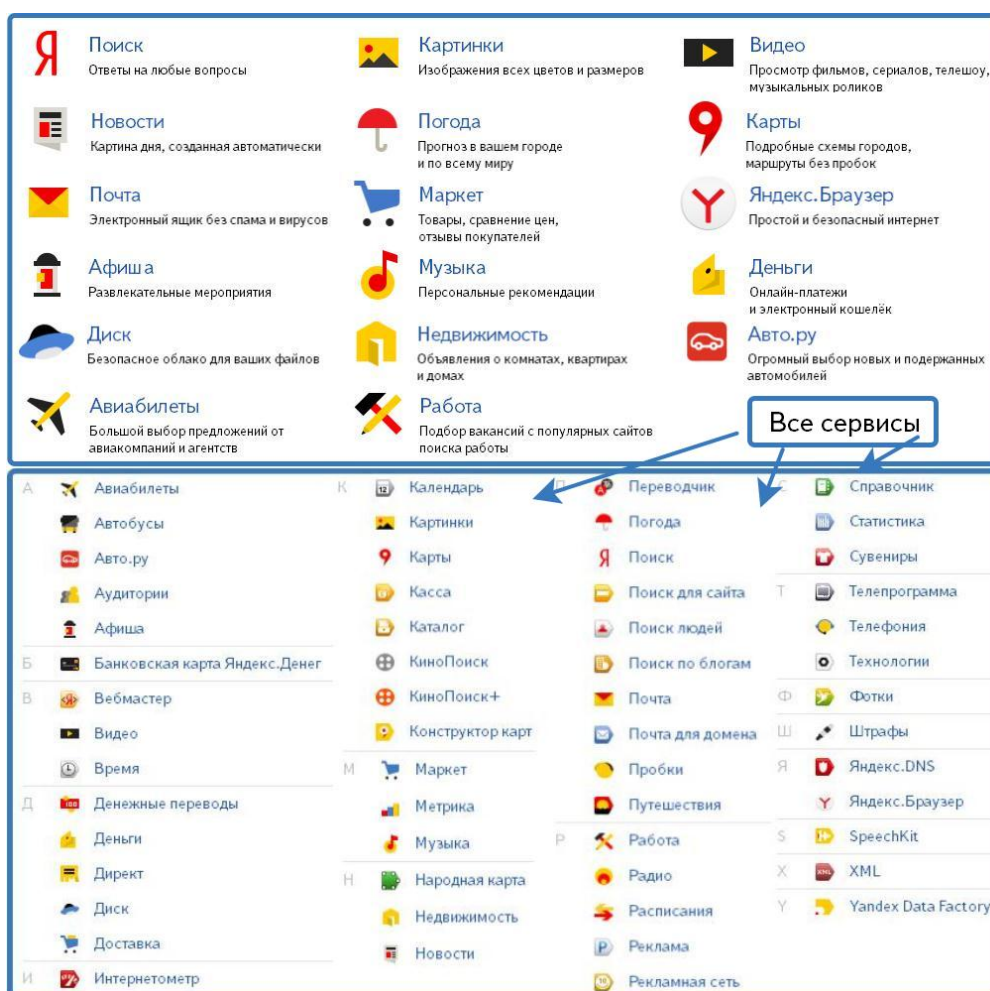 Поиск
Ответы на любые вопросы
Картинки
Изображения всех цветов и размеров
Видео
Просмотр фильмов, сериалов, телешоу,
музыкальных роликов
Новости
Картина дня, созданная автоматически
Погода
Прогноз в вашем городе
и по всему миру
Карты
Подробные схемы городов,
маршруты без пробок
Почта
Электронный ящик без спама и вирусов
Маркет
Товары, сравнение цен,
отзывы покупателей
Яндекс.Браузер
Простой и безопасный интернет
Афиша
Развлекательные мероприятия
Музыка
Персональные рекомендации
Деньги
Онлайн-платежи
и электронный кошелёк
Диск
Безопасное облако для ваших файлов
Недвижимость
Объявления о комнатах, квартирах
и домах
Авто.ру
Огромный выбор новых и подержанных
автомобилей
Авиабилеты
Большой выбор предложений от
авиакомпаний и агентств
Работа
Подбор вакансий с популярных сайтов
поиска работы
Все сервисы
А Авиабилеты
Автобусы
Авто.ру
Аудитории
Афиша
Б Банковская карта Яндекс.Денег
В Вебмастер
Видео
Время
Д Денежные переводы
Деньги
Директ
Диск
Доставка
И Интернетометр
К Календарь
Картинки
Карты
Касса
Каталог
КиноПоиск
КиноПоиск+
Конструктор карт
М Маркет
Метрика
Музыка
Н Народная карта
Недвижимость
Новости
П Переводчик
Погода
Поиск
Поиск для сайта
Поиск людей
Поиск по блогам
Почта
Почта для домена
Пробки
Путешествия
Р Работа
Радио
Расписания
Реклама
Рекламная сеть
С Справочник
Статистика
Сувениры
Т Телепрограмма
Телефония
Технологии
Ф Фотки
Ш Штрафы
Я Яндекс.DNS
Яндекс.Браузер
S SpeechKit
X XML
Y Yandex Data Factory